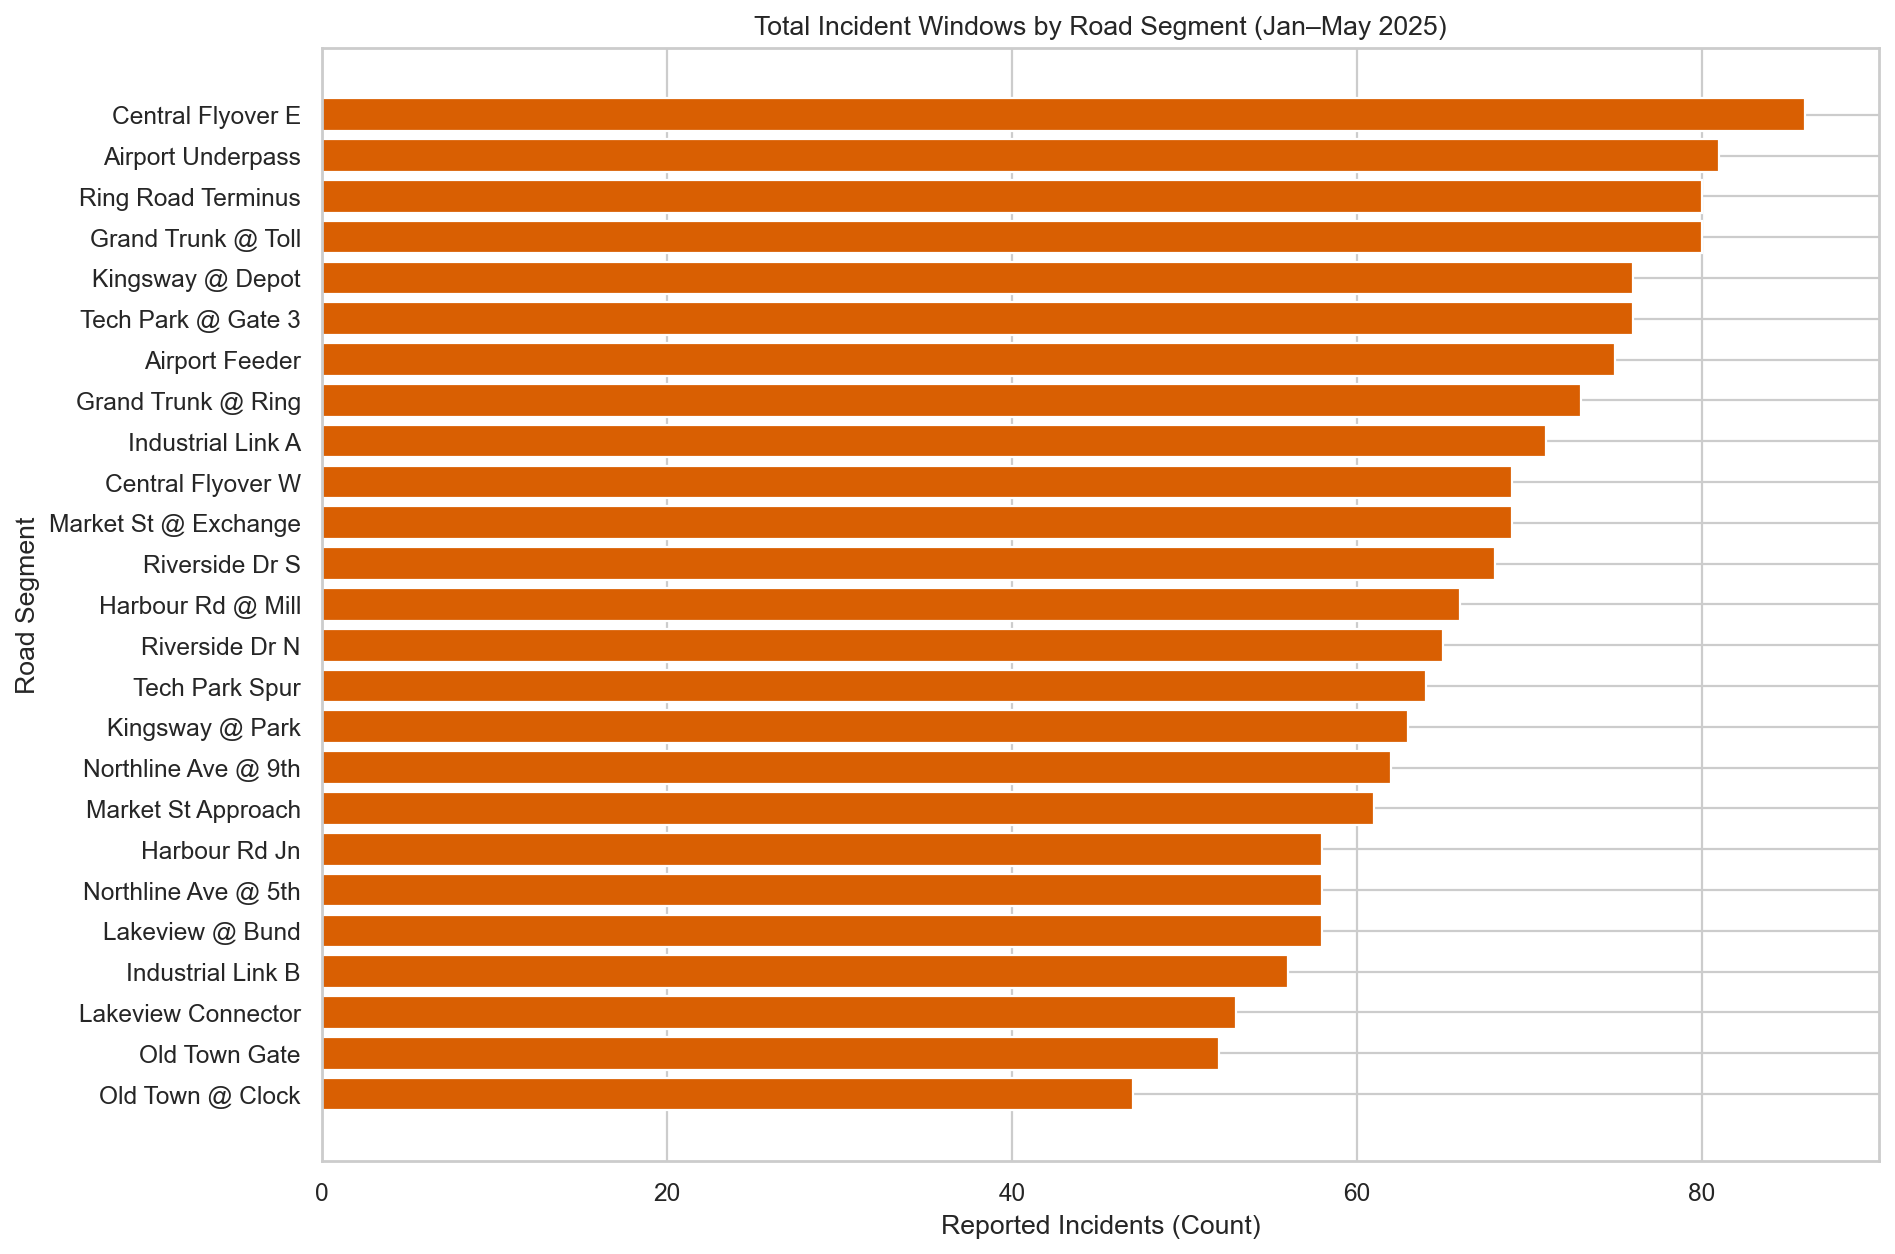 Total Incident Windows by Road Segment (Jan–May 2025)
Road Segment
Central Flyover E
Airport Underpass
Ring Road Terminus
Grand Trunk @ Toll
Kingsway @ Depot
Tech Park @ Gate 3
Airport Feeder
Grand Trunk @ Ring
Industrial Link A
Central Flyover W
Market St @ Exchange
Riverside Dr S
Harbour Rd @ Mill
Riverside Dr N
Tech Park Spur
Kingsway @ Park
Northline Ave @ 9th
Market St Approach
Harbour Rd Jn
Northline Ave @ 5th
Lakeview @ Bund
Industrial Link B
Lakeview Connector
Old Town Gate
Old Town @ Clock
0 20 40 60 80
Reported Incidents (Count)